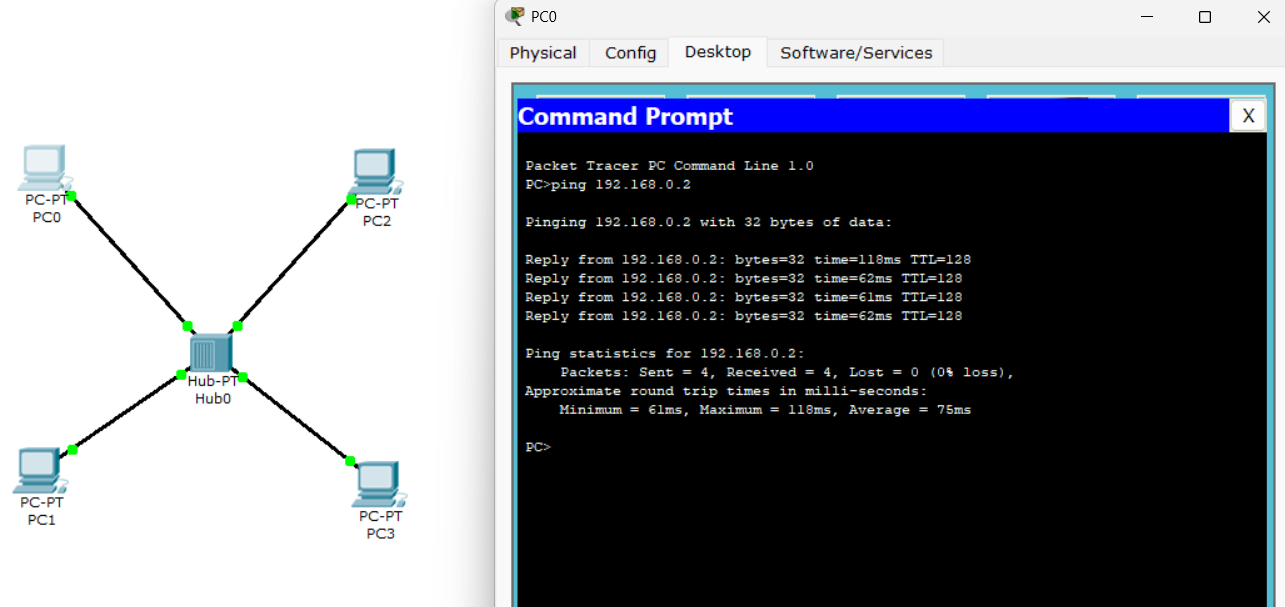 PC-PT
PC0
PC-PT
PC2
Hub-PT
Hub0
PC-PT
PC1
PC-PT
PC3
PC0
Physical
Config
Desktop
Software/Services
Command Prompt
X
Packet Tracer PC Command Line 1.0
PC>ping 192.168.0.2
Pinging 192.168.0.2 with 32 bytes of data:
Reply from 192.168.0.2: bytes=32 time=118ms TTL=128
Reply from 192.168.0.2: bytes=32 time=62ms TTL=128
Reply from 192.168.0.2: bytes=32 time=61ms TTL=128
Reply from 192.168.0.2: bytes=32 time=62ms TTL=128
Ping statistics for 192.168.0.2:
    Packets: Sent = 4, Received = 4, Lost = 0 (0% loss),
Approximate round trip times in milli-seconds:
    Minimum = 61ms, Maximum = 118ms, Average = 75ms
PC>